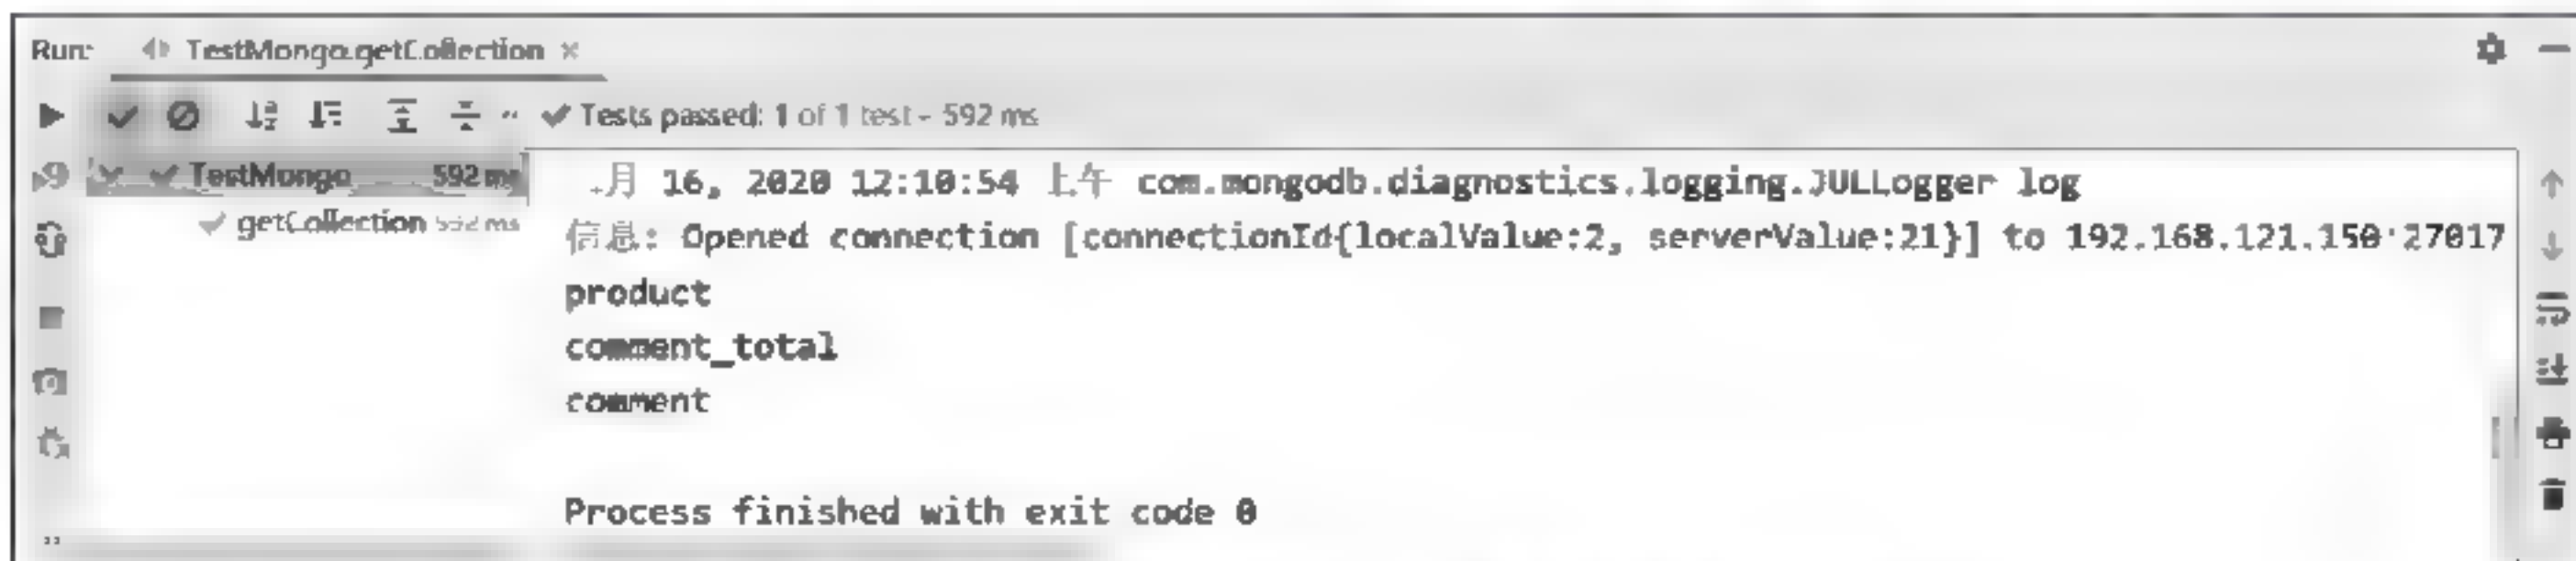 Run: TestMongo.getCollection ×
Tests passed: 1 of 1 test - 592 ms
TestMongo 592 ms
getCollection 592 ms
月 16, 2020 12:10:54 上午 com.mongodb.diagnostics.logging.JULLogger log
信息: Opened connection [connectionId{localValue:2, serverValue:21}] to 192.168.121.150:27017
product
comment_total
comment
Process finished with exit code 0